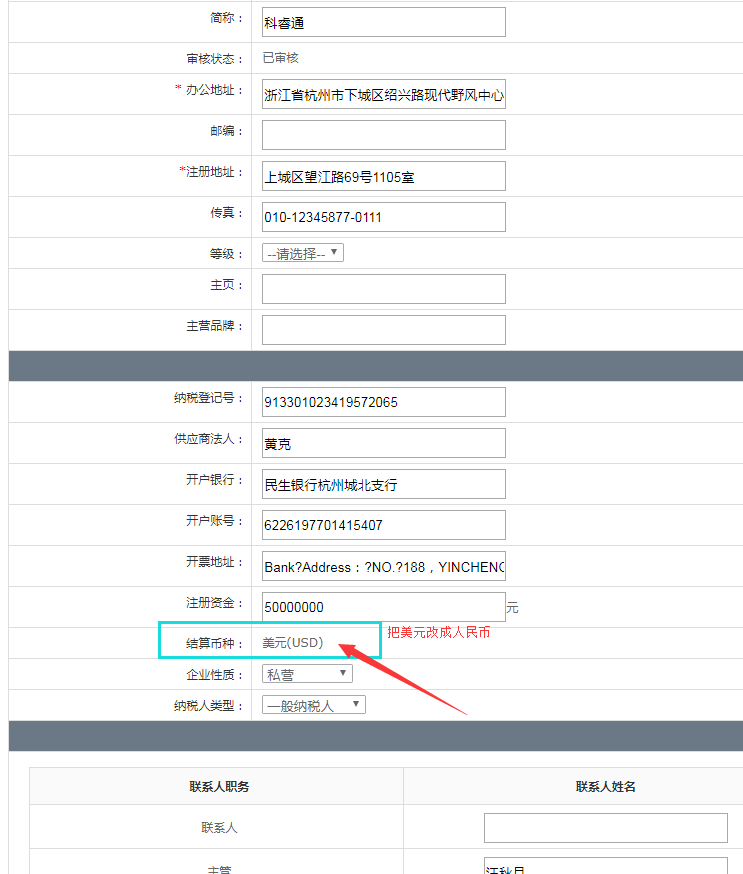 简称： 科睿通
审核状态： 已审核
* 办公地址： 浙江省杭州市下城区绍兴路现代野风中心
邮编：
*注册地址： 上城区望江路69号1105室
传真： 010-12345877-0111
等级： --请选择--
主页：
主营品牌：
纳税登记号： 913301023419572065
供应商法人： 黄克
开户银行： 民生银行杭州城北支行
开户账号： 6226197701415407
开票地址： Bank?Address：?NO.?188，YINCHENG
注册资金： 50000000 元
结算币种： 美元(USD) 把美元改成人民币
企业性质： 私营
纳税人类型： 一般纳税人
联系人职务 联系人姓名
联系人
主管 汪秋月